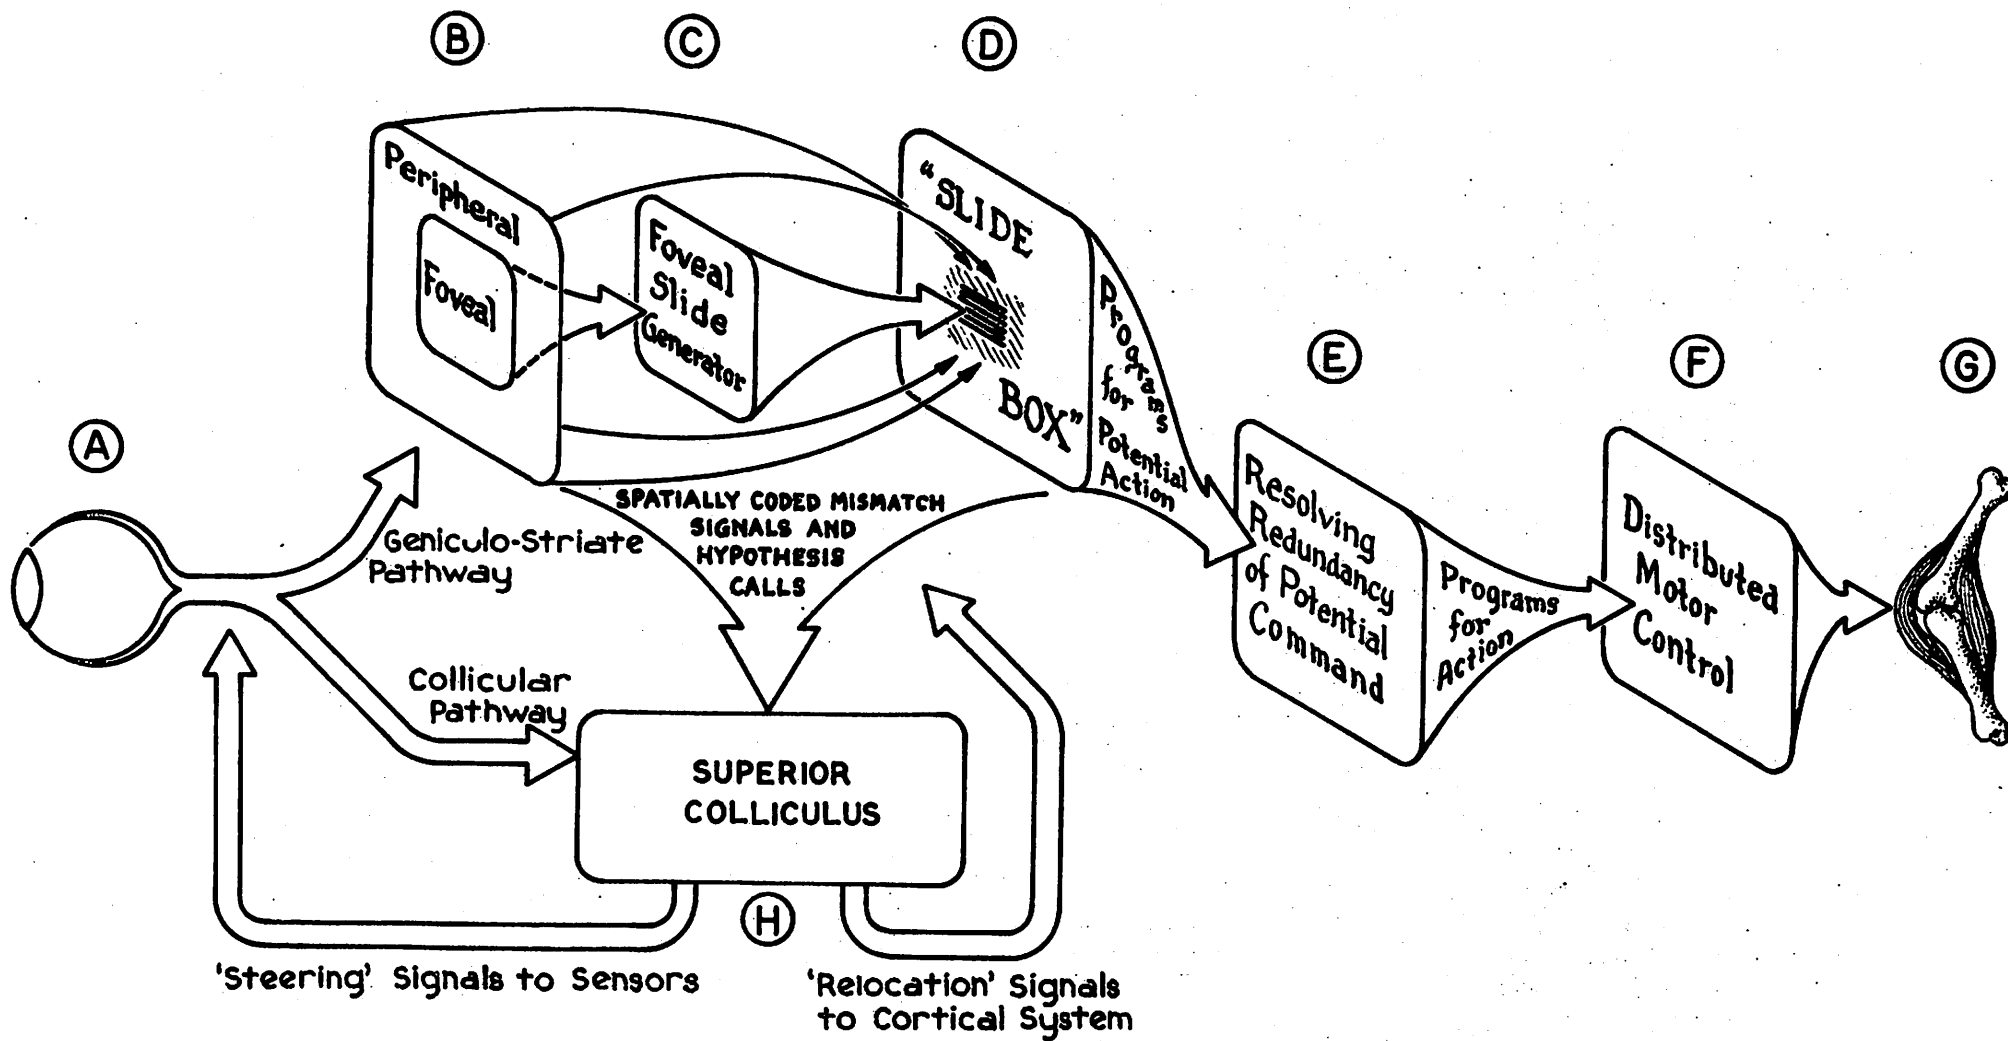 B
C
D
Peripheral
Foveal
Foveal
Slide
Generator
"SLIDE
BOX"
Programs
for
Potential
Action
A
Geniculo-Striate
Pathway
SPATIALLY CODED MISMATCH
SIGNALS AND
HYPOTHESIS
CALLS
E
F
G
Resolving
Redundancy
of Potential
Command
Programs
for
Action
Distributed
Motor
Control
Collicular
Pathway
SUPERIOR
COLLICULUS
H
'Steering' Signals to Sensors
'Relocation' Signals
to Cortical System